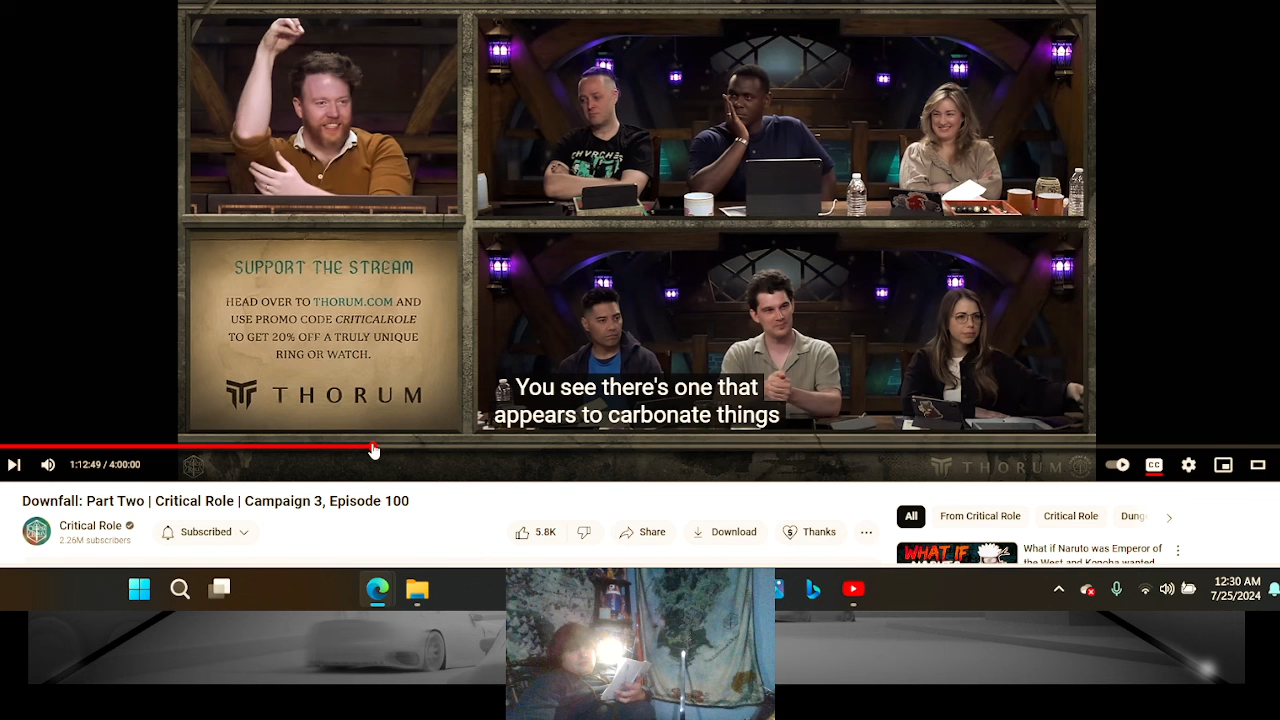 CHVRCHES
SUPPORT THE STREAM
HEAD OVER TO THORUM.COM AND
USE PROMO CODE CRITICALROLE
TO GET 20% OFF A TRULY UNIQUE
RING OR WATCH.
THORUM
You see there's one that
appears to carbonate things
1:12:49 / 4:00:00
THORUM
CC
Downfall: Part Two | Critical Role | Campaign 3, Episode 100
Critical Role
2.26M subscribers
Subscribed
5.8K
Share
Download
Thanks
All
From Critical Role
Critical Role
Dung
WHAT IF
What if Naruto was Emperor of
the West and Konoha wanted
12:30 AM
7/25/2024